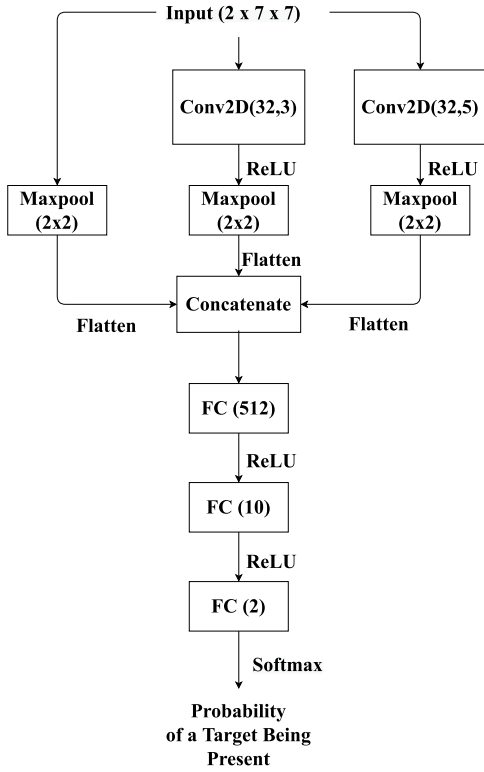 Input (2 x 7 x 7)
Conv2D(32,3)
Conv2D(32,5)
ReLU
ReLU
Maxpool
(2x2)
Maxpool
(2x2)
Maxpool
(2x2)
Flatten
Concatenate
Flatten
Flatten
FC (512)
ReLU
FC (10)
ReLU
FC (2)
Softmax
Probability
of a Target Being
Present